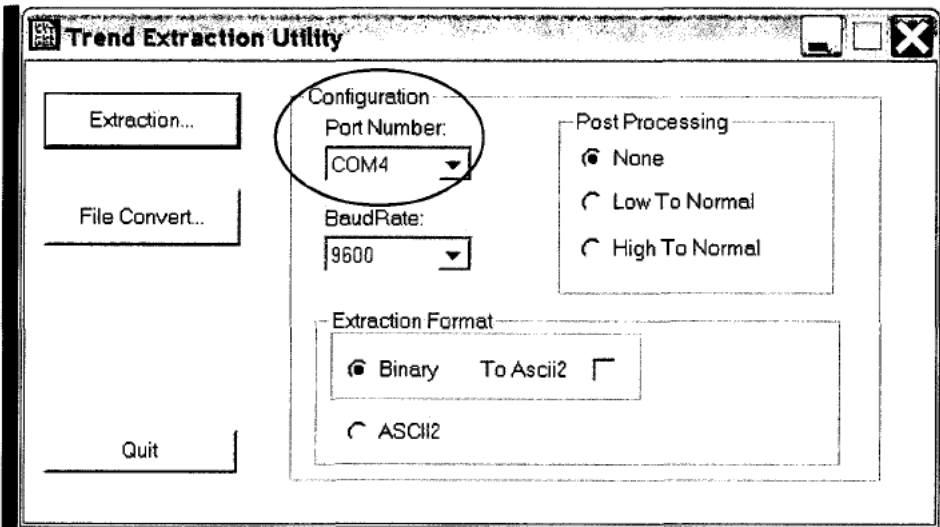 Trend Extraction Utility
Extraction...
File Convert...
Quit
Configuration
Port Number:
COM4
BaudRate:
9600
Post Processing
None
Low To Normal
High To Normal
Extraction Format
Binary To Ascii2
ASCII2